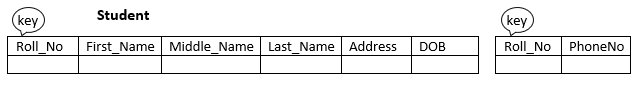 Student
key
key
Roll_No First_Name Middle_Name Last_Name Address DOB
Roll_No PhoneNo